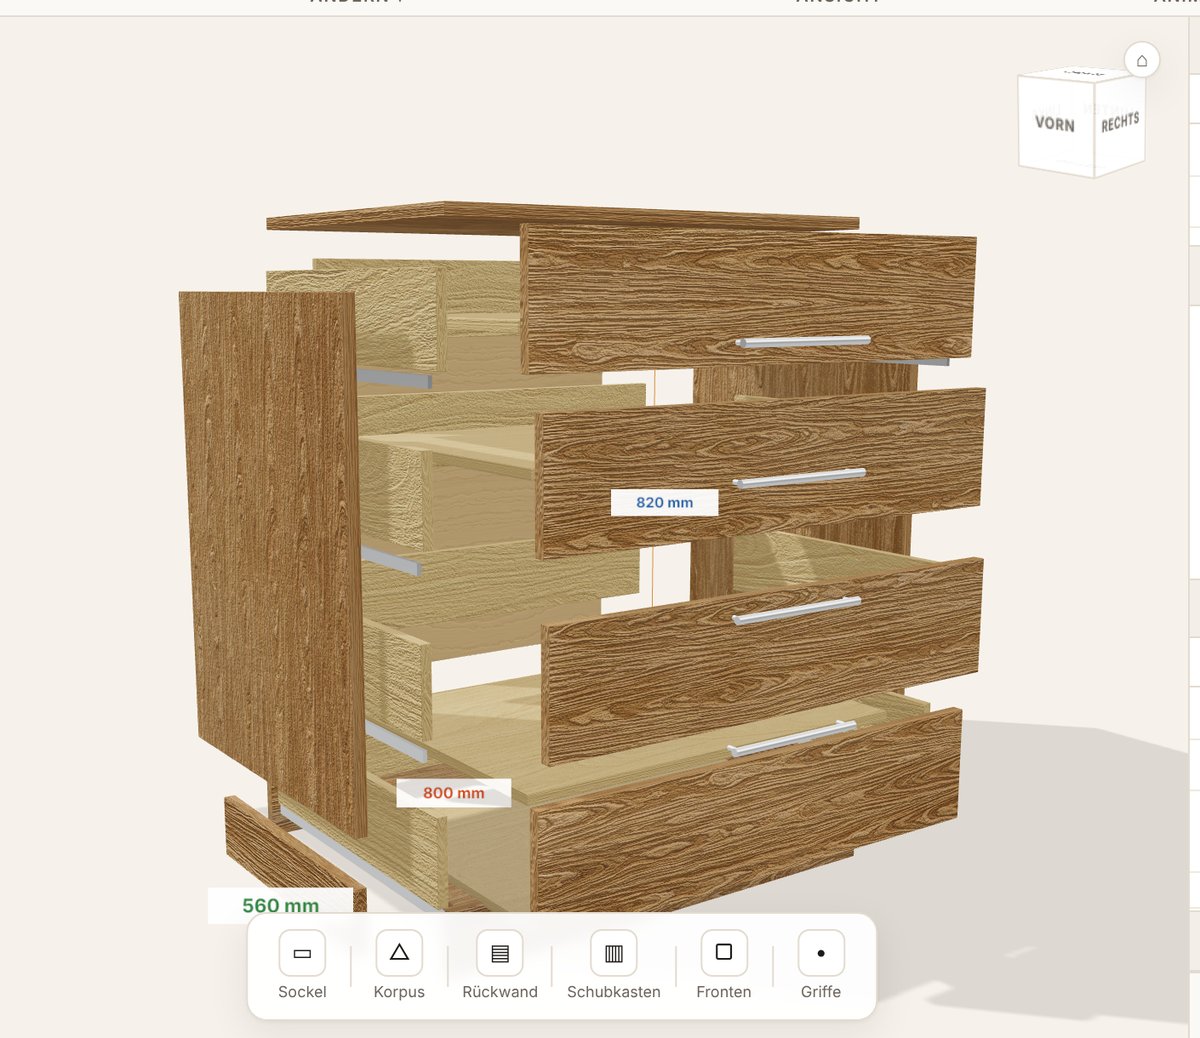 VORN
RECHTS
820 mm
800 mm
560 mm
Sockel
Korpus
Rückwand
Schubkasten
Fronten
Griffe